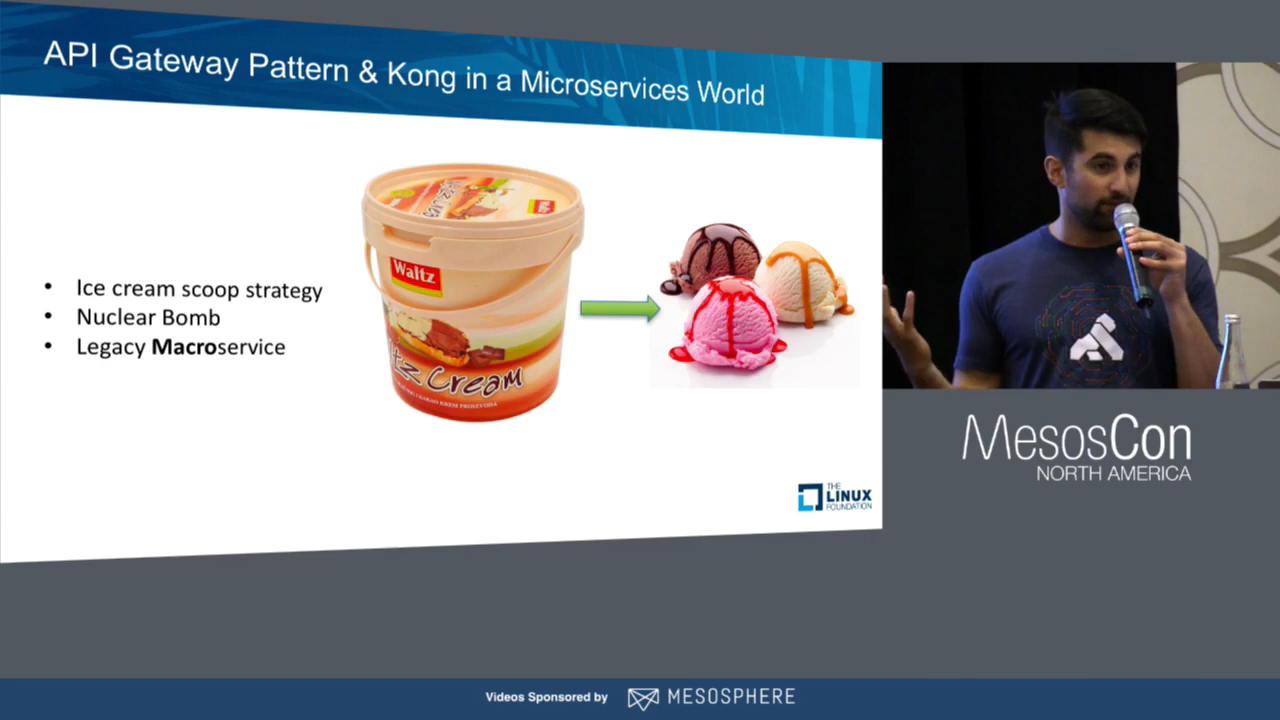 API Gateway Pattern & Kong in a Microservices World
• Ice cream scoop strategy
• Nuclear Bomb
• Legacy Macroservice
Waltz
Waltz
Cream
THE
LINUX
FOUNDATION
MesosCon
NORTH AMERICA
Videos Sponsored by MESOSPHERE